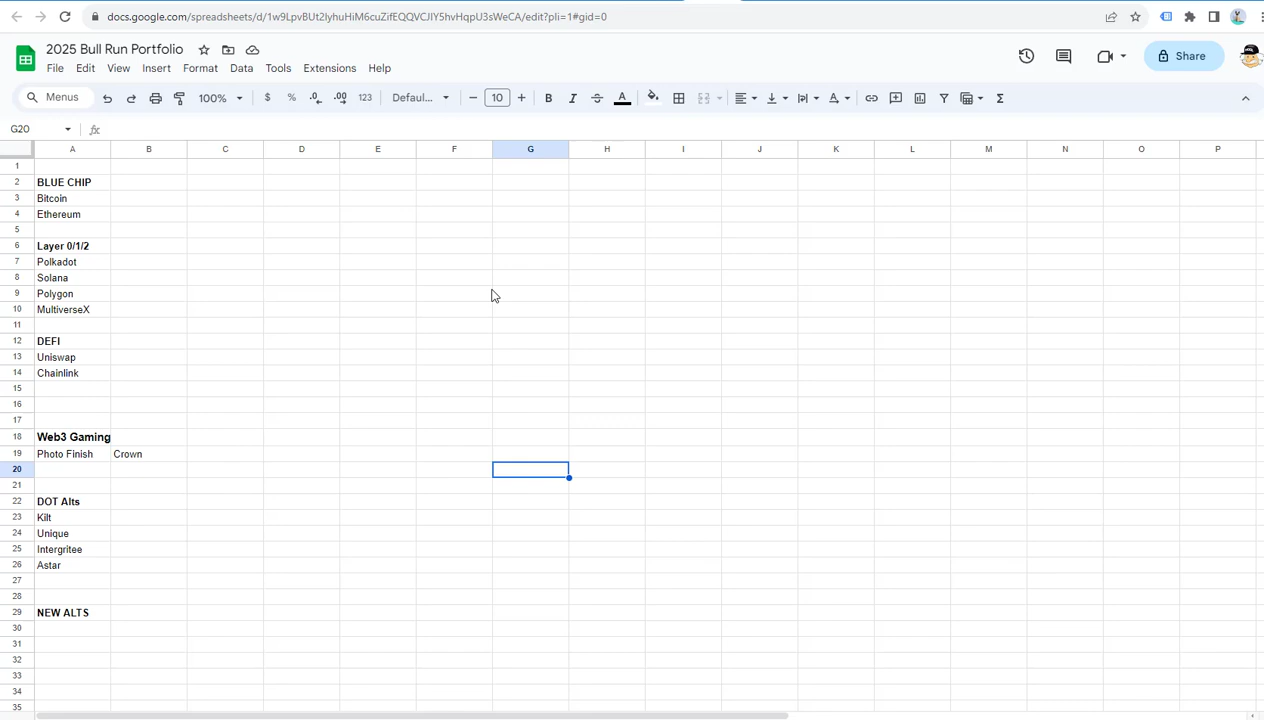 docs.google.com/spreadsheets/d/1w9LpvBUt2IyhuHiM6cuZifEQQVCJIY5hvHqpU3sWeCA/edit?pli=1#gid=0
2025 Bull Run Portfolio
File Edit View Insert Format Data Tools Extensions Help
Share
Menus 100% $ % .0 .00 123 Defaul... 10 B I A
G20 fx
A B C D E F G H I J K L M N O P
1
2 BLUE CHIP
3 Bitcoin
4 Ethereum
5
6 Layer 0/1/2
7 Polkadot
8 Solana
9 Polygon
10 MultiverseX
11
12 DEFI
13 Uniswap
14 Chainlink
15
16
17
18 Web3 Gaming
19 Photo Finish Crown
20
21
22 DOT Alts
23 Kilt
24 Unique
25 Intergritee
26 Astar
27
28
29 NEW ALTS
30
31
32
33
34
35